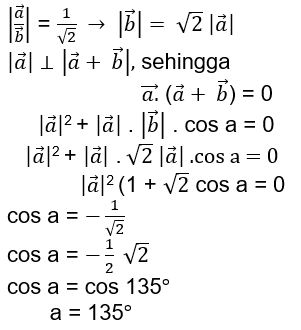 |a⃗/b⃗| = 1/√2 → |b⃗| = √2 |a⃗|
|a⃗| ⊥ |a⃗ + b⃗|, sehingga
a⃗. (a⃗ + b⃗) = 0
|a⃗|² + |a⃗| . |b⃗| . cos a = 0
|a⃗|² + |a⃗| . √2 |a⃗| .cos a = 0
|a⃗|² (1 + √2 cos a = 0
cos a = − 1/√2
cos a = − 1/2 √2
cos a = cos 135°
a = 135°